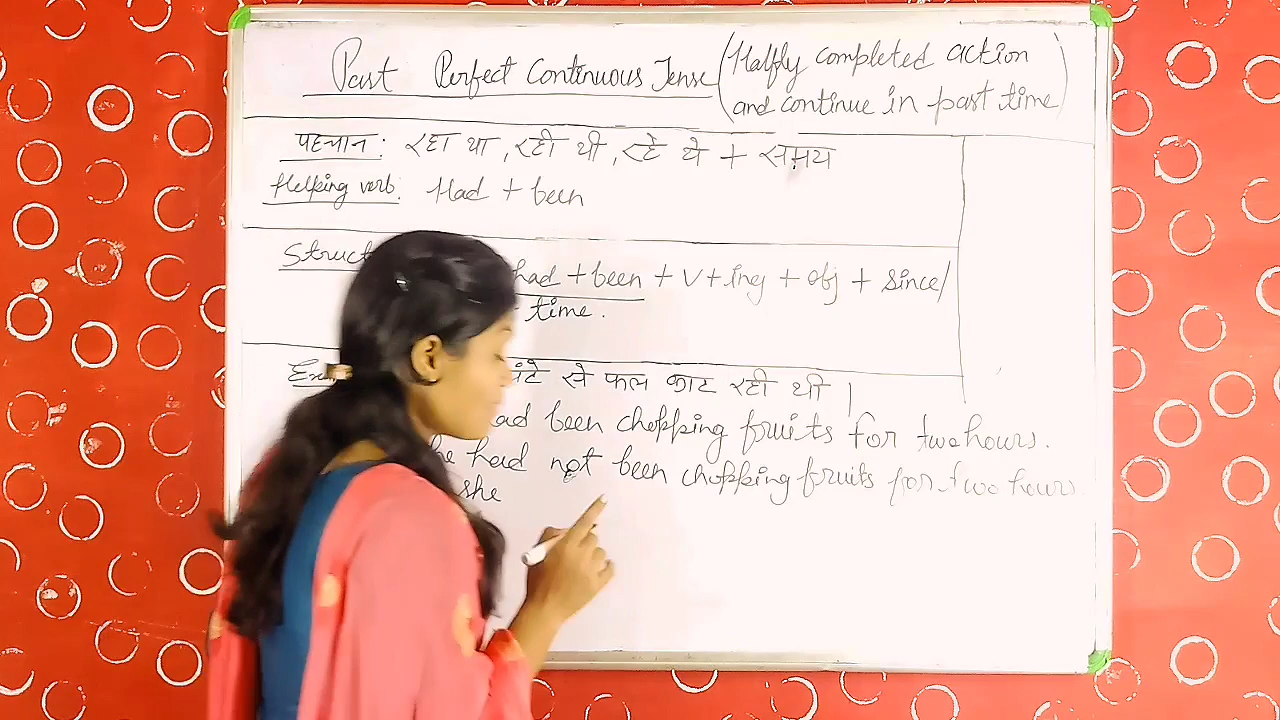 Past Perfect Continuous Tense (Halfly completed action
and continue in past time)
पहचान: रहा था, रही थी, रहे थे + समय
Helping verb: Had + been
Struct had + been + V + ing + obj + Since/
time.
से फल काट रही थी |
been chopping fruits for two hours.
had not been chopping fruits for two hours
she